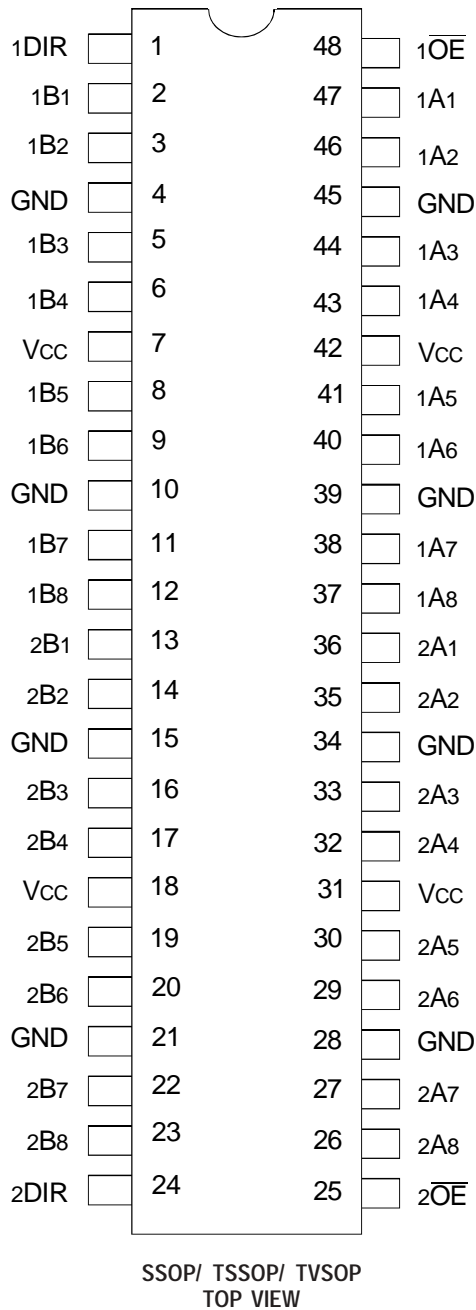 1DIR 1 48 1O̅E̅
1B1 2 47 1A1
1B2 3 46 1A2
GND 4 45 GND
1B3 5 44 1A3
1B4 6 43 1A4
VCC 7 42 VCC
1B5 8 41 1A5
1B6 9 40 1A6
GND 10 39 GND
1B7 11 38 1A7
1B8 12 37 1A8
2B1 13 36 2A1
2B2 14 35 2A2
GND 15 34 GND
2B3 16 33 2A3
2B4 17 32 2A4
VCC 18 31 VCC
2B5 19 30 2A5
2B6 20 29 2A6
GND 21 28 GND
2B7 22 27 2A7
2B8 23 26 2A8
2DIR 24 25 2O̅E̅
SSOP/ TSSOP/ TVSOP
TOP VIEW